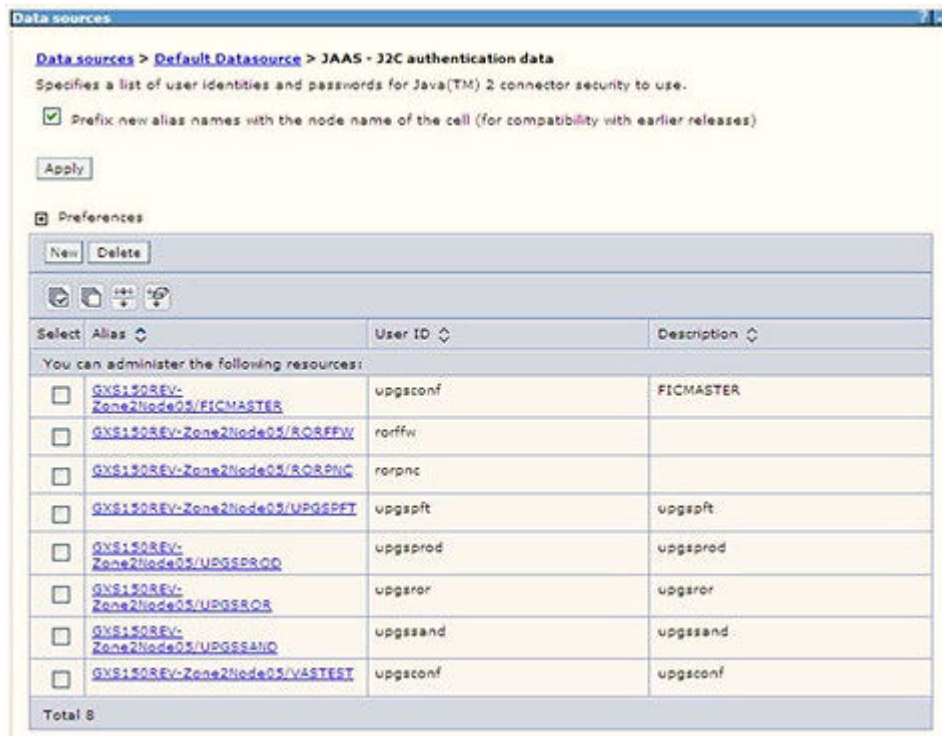 Data sources
?
Data sources > Default Datasource > JAAS - J2C authentication data
Specifies a list of user identities and passwords for Java(TM) 2 connector security to use.
Prefix new alias names with the node name of the cell (for compatibility with earlier releases)
Apply
Preferences
New Delete
Select Alias User ID Description
You can administer the following resources:
GXS150REV-
Zone2Node05/FICMASTER upgsconf FICMASTER
GXS150REV-Zone2Node05/RORFFW rorffw
GXS150REV-Zone2Node05/RORPNC rorpnc
GXS150REV-Zone2Node05/UPGSPFT upgspft upgspft
GXS150REV-
Zone2Node05/UPGSPROD upgsprod upgsprod
GXS150REV-
Zone2Node05/UPGSROR upgsror upgsror
GXS150REV-
Zone2Node05/UPGSSAND upgssand upgssand
GXS150REV-Zone2Node05/VASTEST upgsconf upgsconf
Total 8